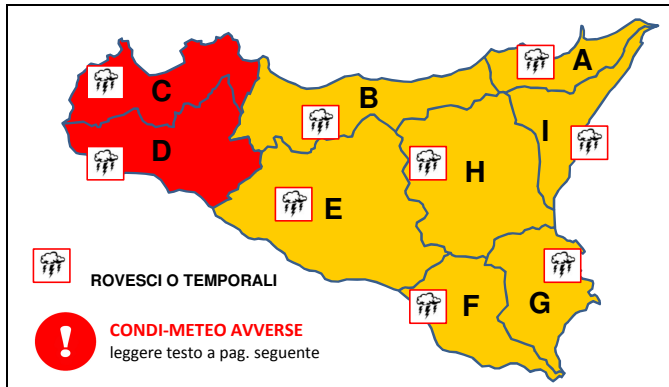 A
C
B
I
D
H
E
ROVESCI O TEMPORALI
F
G
CONDI-METEO AVVERSE
leggere testo a pag. seguente